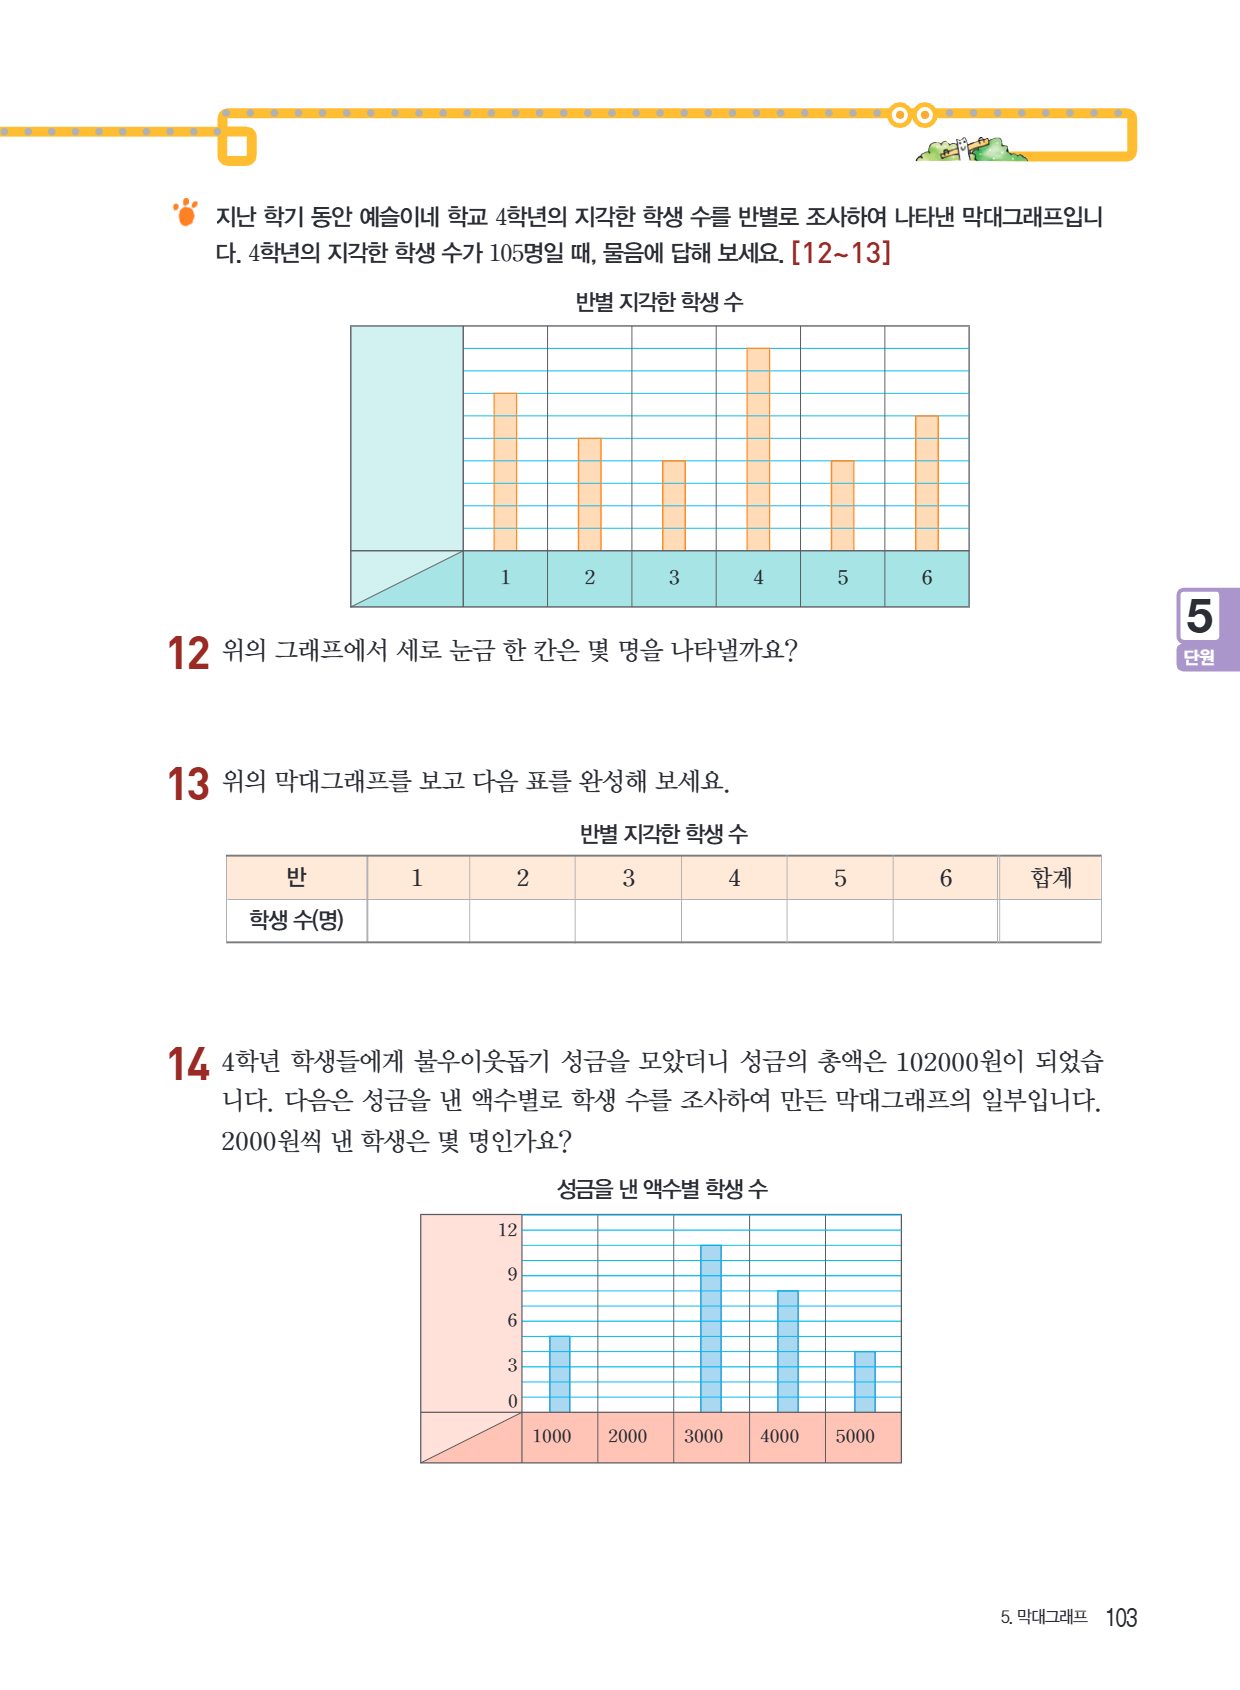 지난 학기 동안 예슬이네 학교 4학년의 지각한 학생 수를 반별로 조사하여 나타낸 막대그래프입니
다. 4학년의 지각한 학생 수가 105명일 때, 물음에 답해 보세요. [12~13]
반별 지각한 학생 수
1 2 3 4 5 6
12 위의 그래프에서 세로 눈금 한 칸은 몇 명을 나타낼까요?
5
단원
13 위의 막대그래프를 보고 다음 표를 완성해 보세요.
반별 지각한 학생 수
반 1 2 3 4 5 6 합계
학생 수(명)
14 4학년 학생들에게 불우이웃돕기 성금을 모았더니 성금의 총액은 102000원이 되었습
니다. 다음은 성금을 낸 액수별로 학생 수를 조사하여 만든 막대그래프의 일부입니다.
2000원씩 낸 학생은 몇 명인가요?
성금을 낸 액수별 학생 수
12
9
6
3
0
1000 2000 3000 4000 5000
5. 막대그래프 103